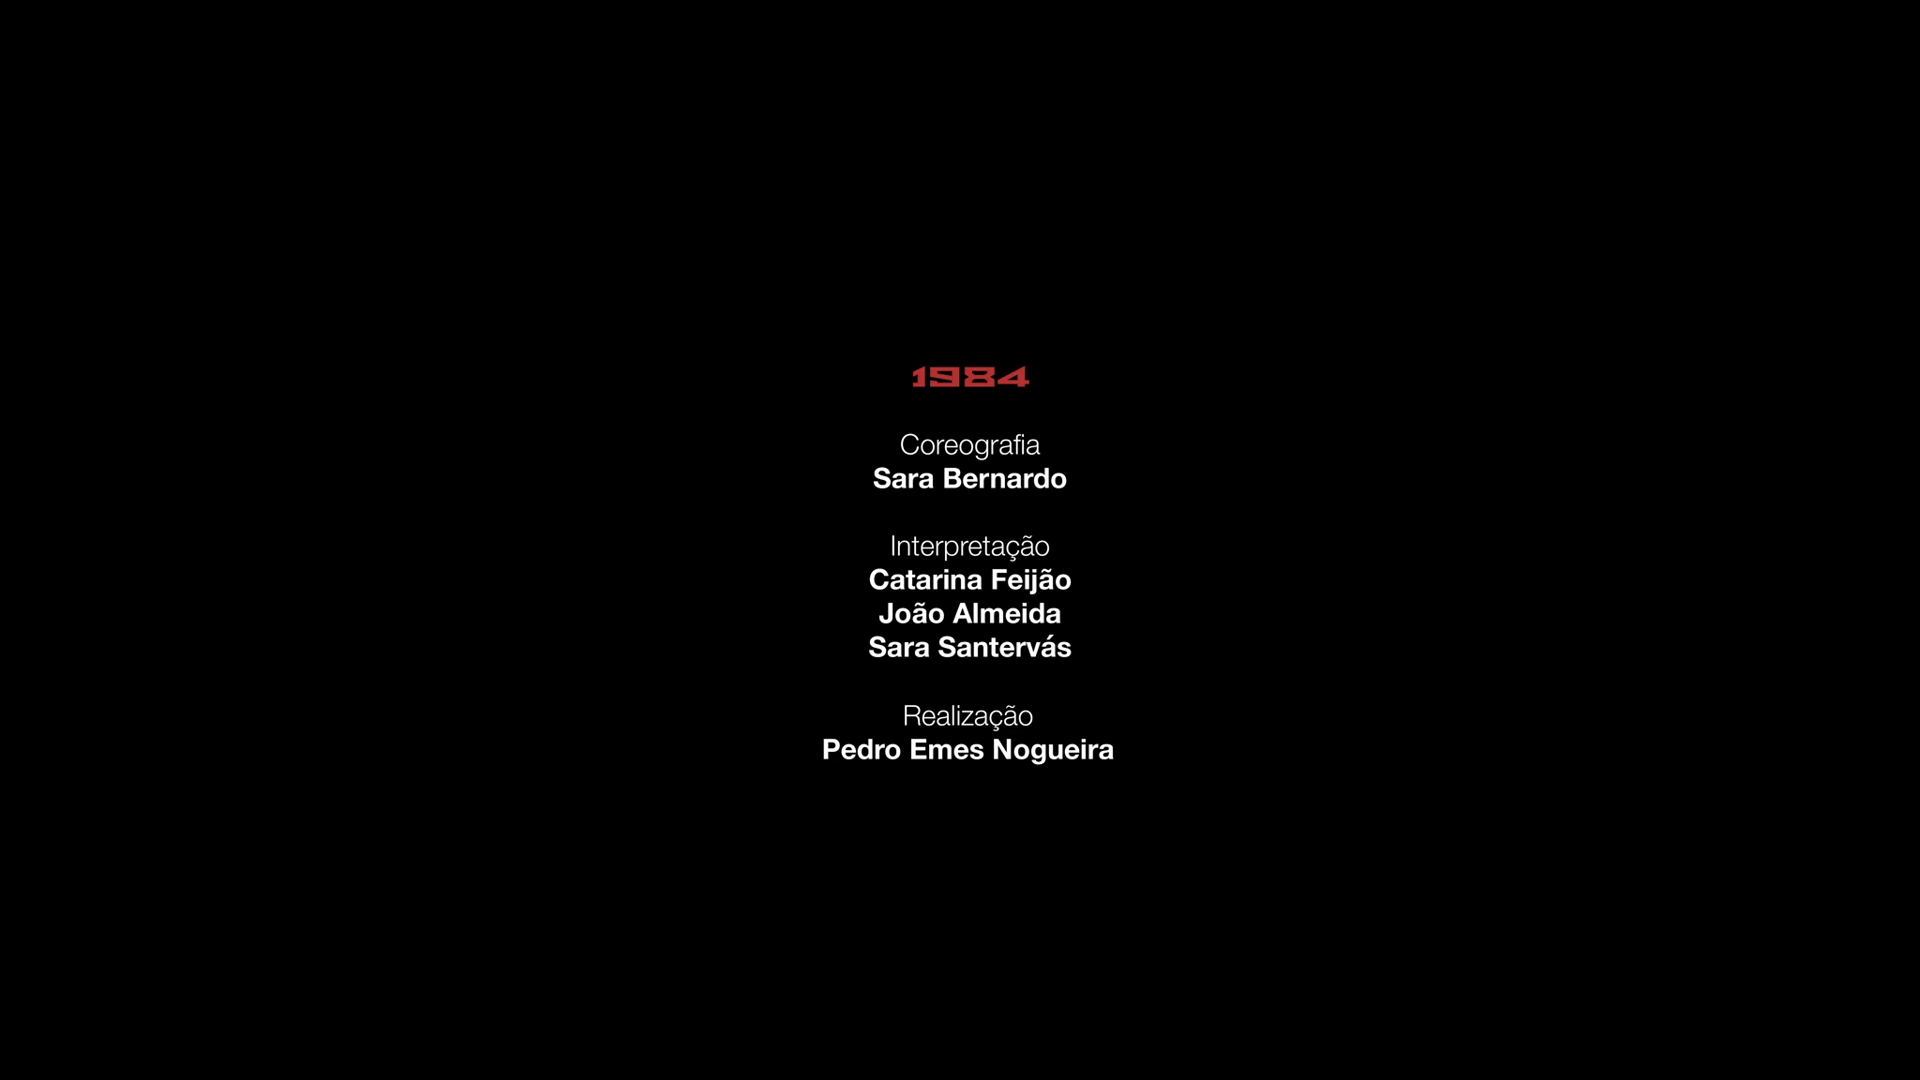 1984
Coreografia
Sara Bernardo
Interpretação
Catarina Feijão
João Almeida
Sara Santervás
Realização
Pedro Emes Nogueira